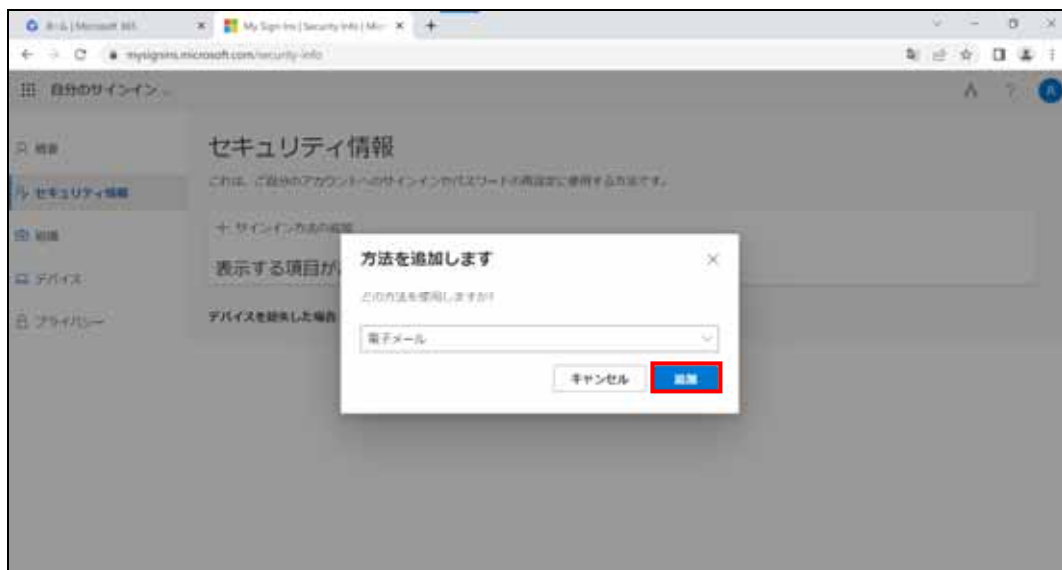 ホーム | Microsoft 365
My Sign-Ins | Security Info | Micr
mysignins.microsoft.com/security-info
自分のサインイン
概要
セキュリティ情報
組織
デバイス
プライバシー
セキュリティ情報
これは、ご自分のアカウントへのサインインやパスワードの再設定に使用する方法です。
+ サインイン方法の追加
表示する項目が
デバイスを紛失した場合
方法を追加します
どの方法を使用しますか?
電子メール
キャンセル
追加